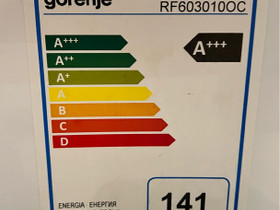 gorenje RF603010OC
A+++ A+++
A++
A+
A
B
C
D
ENERGIA · ЕНЕРГИЯ 141